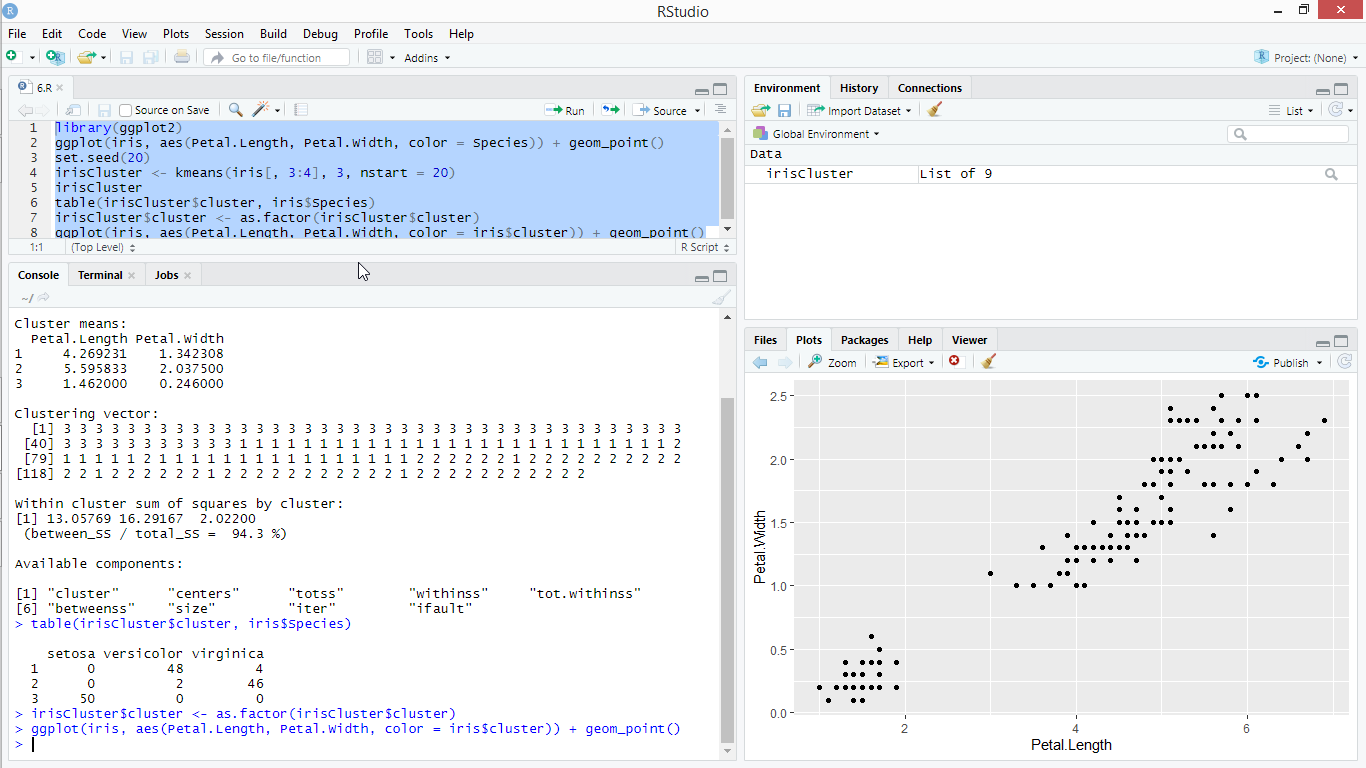 RStudio
File Edit Code View Plots Session Build Debug Profile Tools Help
Go to file/function Addins Project: (None)
6.R
Source on Save Run Source
1 library(ggplot2)
2 ggplot(iris, aes(Petal.Length, Petal.Width, color = Species)) + geom_point()
3 set.seed(20)
4 irisCluster <- kmeans(iris[, 3:4], 3, nstart = 20)
5 irisCluster
6 table(irisCluster$cluster, iris$Species)
7 irisCluster$cluster <- as.factor(irisCluster$cluster)
8 ggplot(iris, aes(Petal.Length, Petal.Width, color = iris$cluster)) + geom_point()
1:1 (Top Level) R Script
Console Terminal Jobs
~/
Cluster means:
Petal.Length Petal.Width
1 4.269231 1.342308
2 5.595833 2.037500
3 1.462000 0.246000
Clustering vector:
[1] 3 3 3 3 3 3 3 3 3 3 3 3 3 3 3 3 3 3 3 3 3 3 3 3 3 3 3 3 3 3 3 3 3 3 3 3 3 3 3
[40] 3 3 3 3 3 3 3 3 3 3 3 1 1 1 1 1 1 1 1 1 1 1 1 1 1 1 1 1 1 1 1 1 1 1 1 1 1 1 1 2
[79] 1 1 1 1 1 2 1 1 1 1 1 1 1 1 1 1 1 1 1 1 1 1 2 2 2 2 2 2 1 2 2 2 2 2 2 2 2 2 2
[118] 2 2 1 2 2 2 2 2 2 1 2 2 2 2 2 2 2 2 2 2 2 1 2 2 2 2 2 2 2 2 2 2 2
Within cluster sum of squares by cluster:
[1] 13.05769 16.29167 2.02200
(between_SS / total_SS = 94.3 %)
Available components:
[1] "cluster" "centers" "totss" "withinss" "tot.withinss"
[6] "betweenss" "size" "iter" "ifault"
> table(irisCluster$cluster, iris$Species)
setosa versicolor virginica
1 0 48 4
2 0 2 46
3 50 0 0
> irisCluster$cluster <- as.factor(irisCluster$cluster)
> ggplot(iris, aes(Petal.Length, Petal.Width, color = iris$cluster)) + geom_point()
>
Environment History Connections
Import Dataset List
Global Environment
Data
irisCluster List of 9
Files Plots Packages Help Viewer
Zoom Export Publish
2.5
2.0
1.5
1.0
0.5
0.0
Petal.Width
2 4 6
Petal.Length